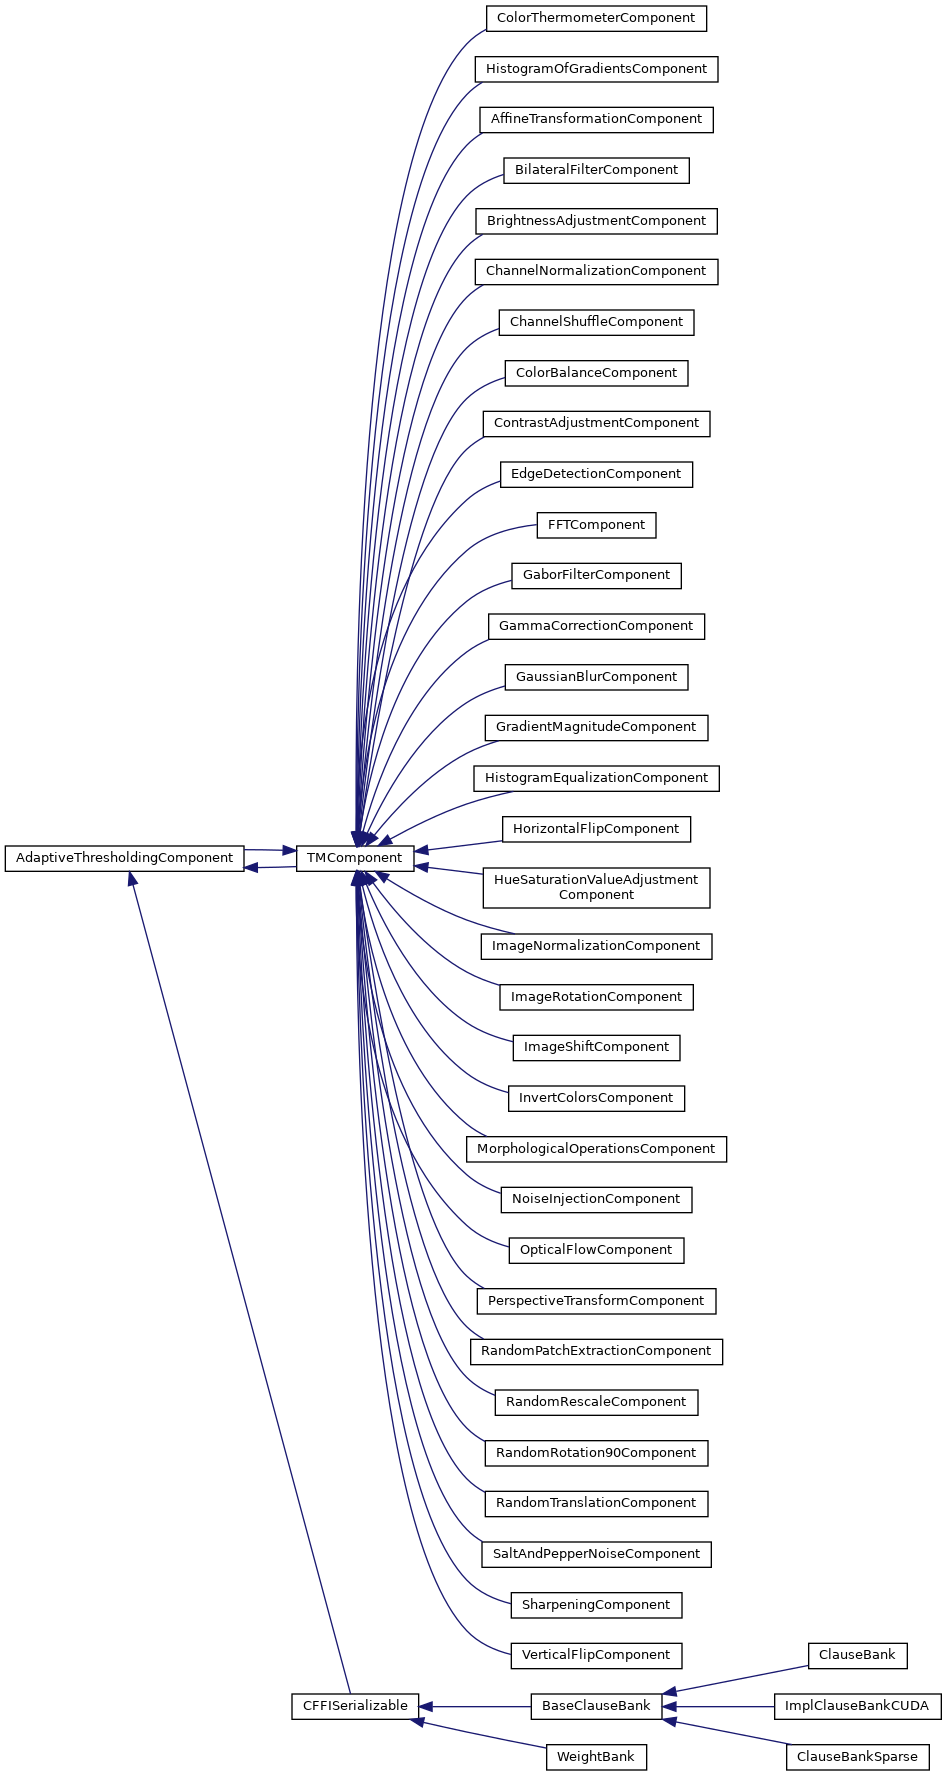 ColorThermometerComponent
HistogramOfGradientsComponent
AffineTransformationComponent
BilateralFilterComponent
BrightnessAdjustmentComponent
ChannelNormalizationComponent
ChannelShuffleComponent
ColorBalanceComponent
ContrastAdjustmentComponent
EdgeDetectionComponent
FFTComponent
GaborFilterComponent
GammaCorrectionComponent
GaussianBlurComponent
GradientMagnitudeComponent
HistogramEqualizationComponent
HorizontalFlipComponent
AdaptiveThresholdingComponent
TMComponent
HueSaturationValueAdjustment
Component
ImageNormalizationComponent
ImageRotationComponent
ImageShiftComponent
InvertColorsComponent
MorphologicalOperationsComponent
NoiseInjectionComponent
OpticalFlowComponent
PerspectiveTransformComponent
RandomPatchExtractionComponent
RandomRescaleComponent
RandomRotation90Component
RandomTranslationComponent
SaltAndPepperNoiseComponent
SharpeningComponent
VerticalFlipComponent
ClauseBank
CFFISerializable
BaseClauseBank
ImplClauseBankCUDA
WeightBank
ClauseBankSparse